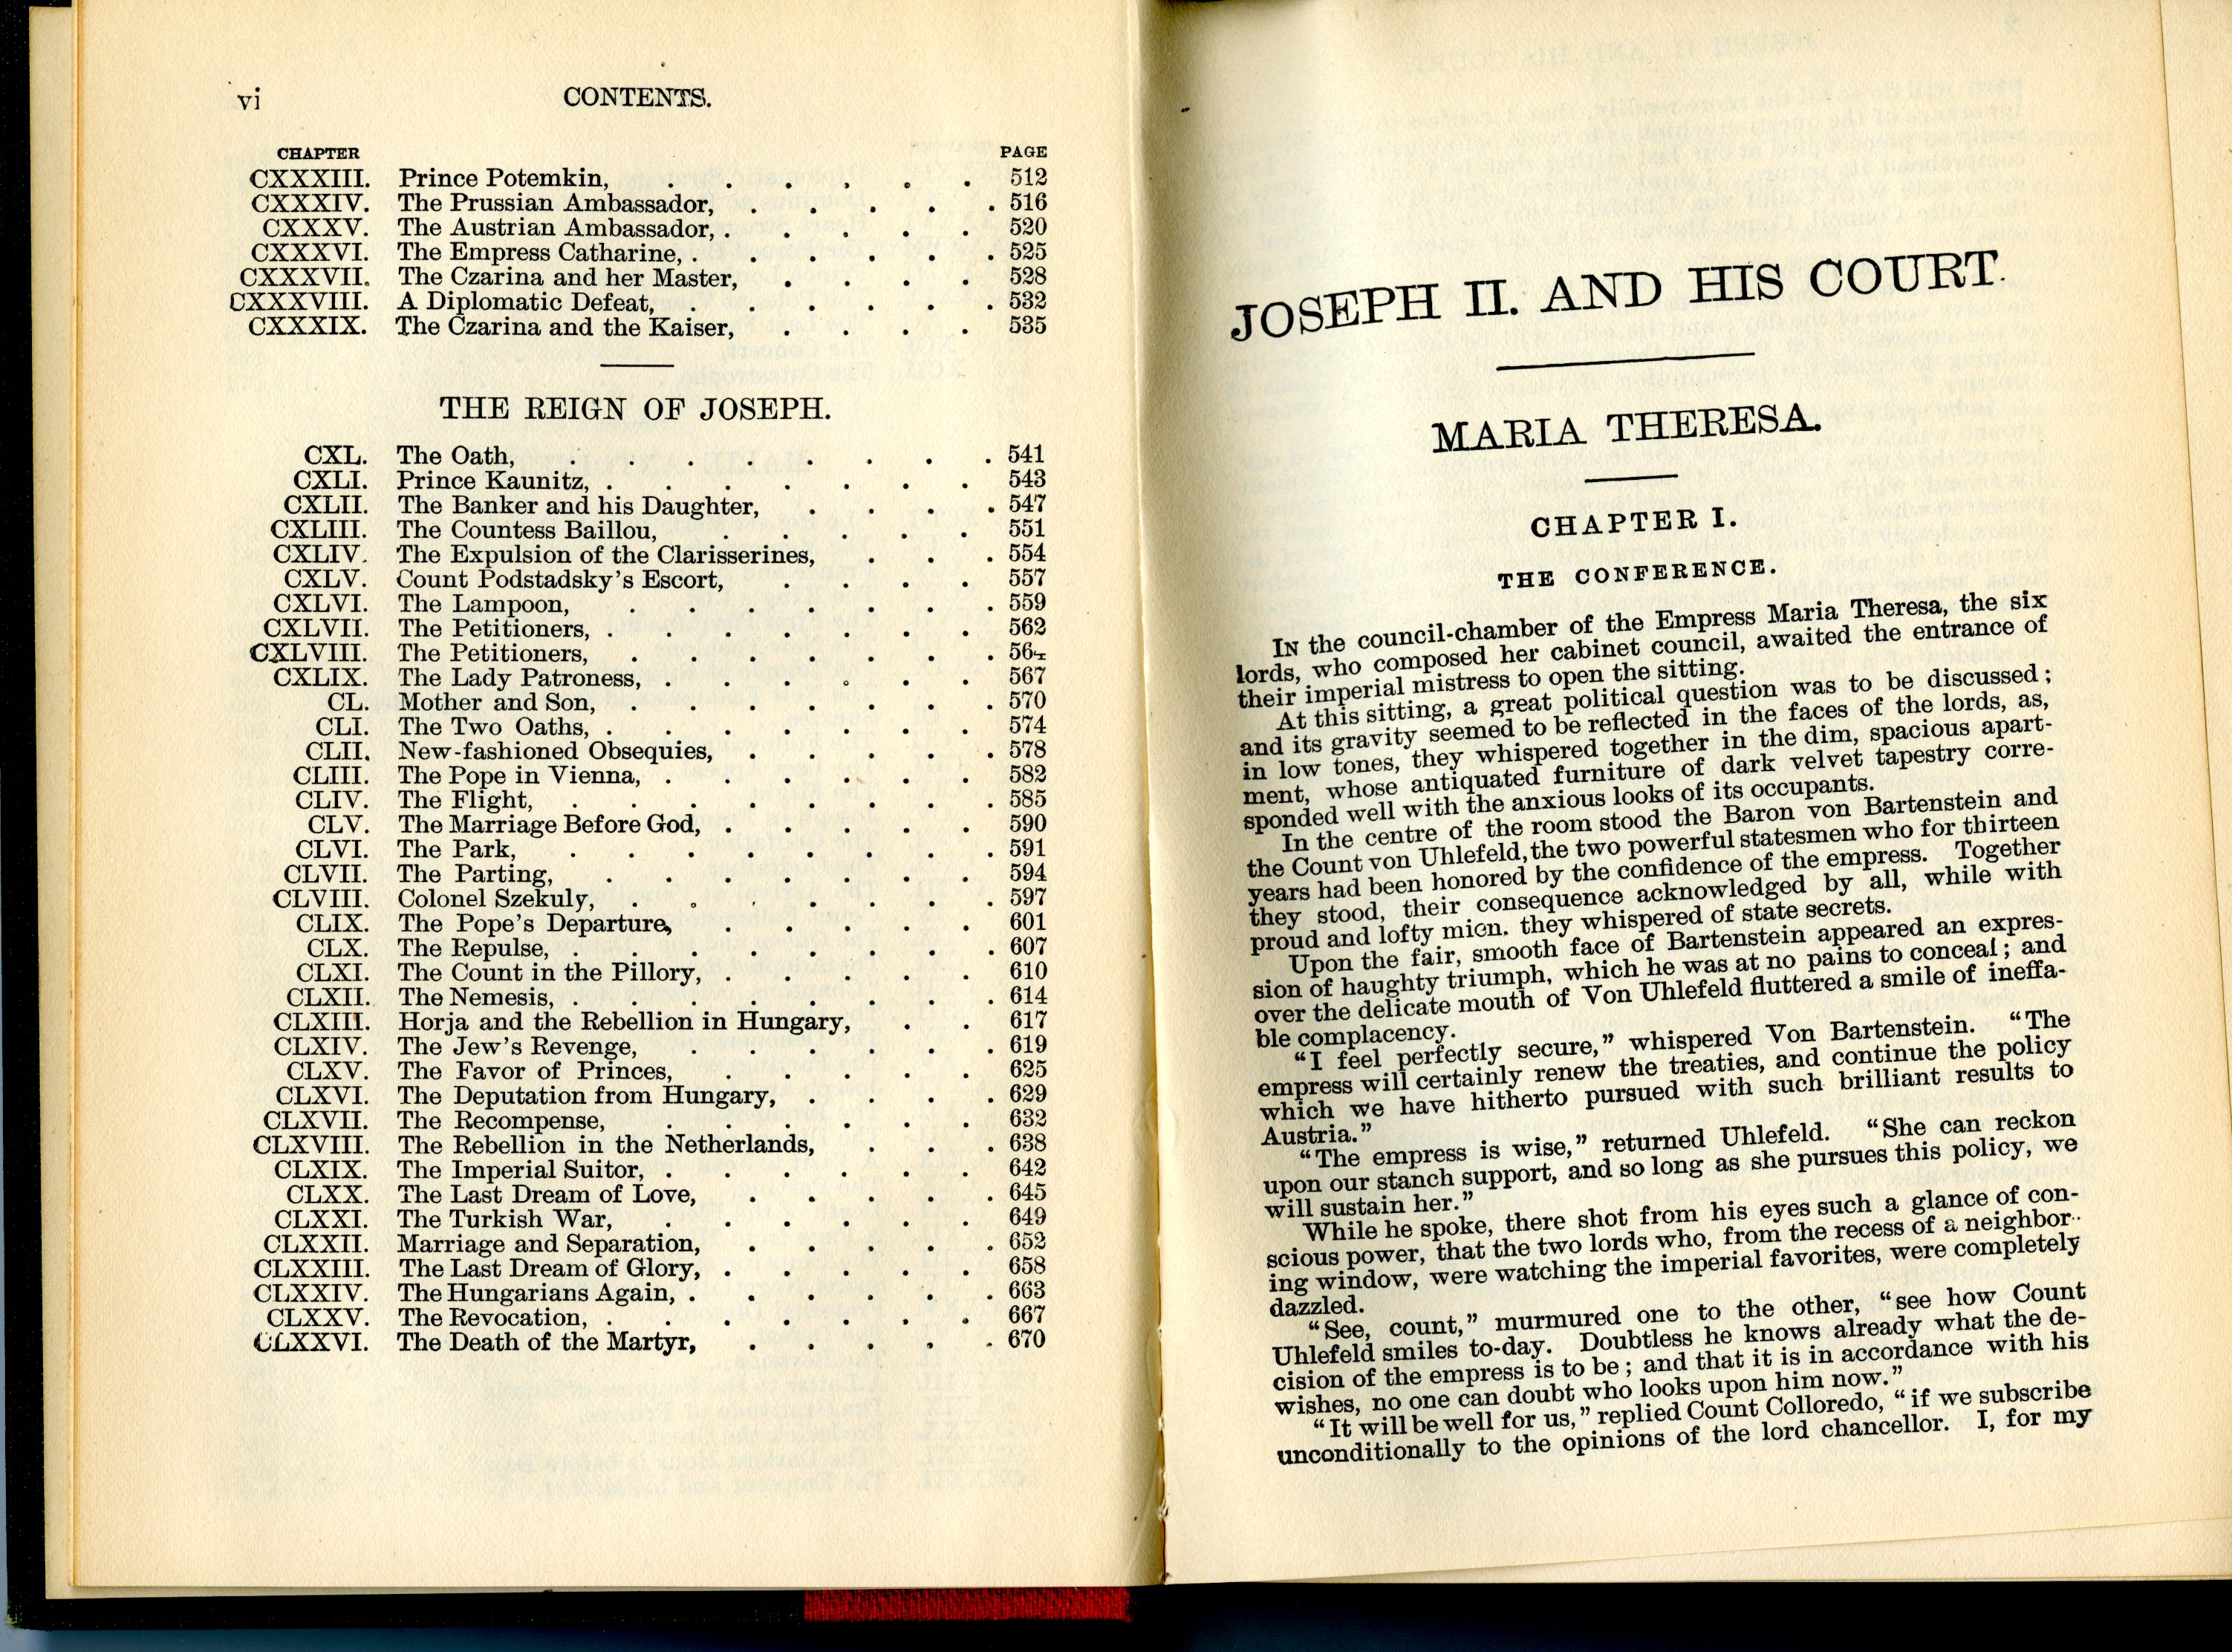 vi CONTENTS.
CHAPTER PAGE
CXXXIII. Prince Potemkin, . . . . . . 512
CXXXIV. The Prussian Ambassador, . . . . . 516
CXXXV. The Austrian Ambassador, . . . . . 520
CXXXVI. The Empress Catharine, . . . . . . 525
CXXXVII. The Czarina and her Master, . . . . 528
CXXXVIII. A Diplomatic Defeat, . . . . . . 532
CXXXIX. The Czarina and the Kaiser, . . . . 535
THE REIGN OF JOSEPH.
CXL. The Oath, . . . . . . . . 541
CXLI. Prince Kaunitz, . . . . . . . 543
CXLII. The Banker and his Daughter, . . . . 547
CXLIII. The Countess Baillou, . . . . . 551
CXLIV. The Expulsion of the Clarisserines, . . . 554
CXLV. Count Podstadsky's Escort, . . . . 557
CXLVI. The Lampoon, . . . . . . . 559
CXLVII. The Petitioners, . . . . . . . 562
CXLVIII. The Petitioners, . . . . . . . 564
CXLIX. The Lady Patroness, . . . . . . 567
CL. Mother and Son, . . . . . . . 570
CLI. The Two Oaths, . . . . . . . 574
CLII. New-fashioned Obsequies, . . . . . 578
CLIII. The Pope in Vienna, . . . . . . 582
CLIV. The Flight, . . . . . . . . 585
CLV. The Marriage Before God, . . . . . 590
CLVI. The Park, . . . . . . . . 591
CLVII. The Parting, . . . . . . . 594
CLVIII. Colonel Szekuly, . . . . . . . 597
CLIX. The Pope's Departure, . . . . . 601
CLX. The Repulse, . . . . . . . . 607
CLXI. The Count in the Pillory, . . . . . 610
CLXII. The Nemesis, . . . . . . . . 614
CLXIII. Horja and the Rebellion in Hungary, . . 617
CLXIV. The Jew's Revenge, . . . . . . 619
CLXV. The Favor of Princes, . . . . . 625
CLXVI. The Deputation from Hungary, . . . . 629
CLXVII. The Recompense, . . . . . . 632
CLXVIII. The Rebellion in the Netherlands, . . . 638
CLXIX. The Imperial Suitor, . . . . . . 642
CLXX. The Last Dream of Love, . . . . . 645
CLXXI. The Turkish War, . . . . . . 649
CLXXII. Marriage and Separation, . . . . . 652
CLXXIII. The Last Dream of Glory, . . . . . 658
CLXXIV. The Hungarians Again, . . . . . . 663
CLXXV. The Revocation, . . . . . . . 667
CLXXVI. The Death of the Martyr, . . . . . 670
JOSEPH II. AND HIS COURT.
MARIA THERESA.
CHAPTER I.
THE CONFERENCE.
IN the council-chamber of the Empress Maria Theresa, the six
lords, who composed her cabinet council, awaited the entrance of
their imperial mistress to open the sitting.
At this sitting, a great political question was to be discussed;
and its gravity seemed to be reflected in the faces of the lords, as,
in low tones, they whispered together in the dim, spacious apart-
ment, whose antiquated furniture of dark velvet tapestry corre-
sponded well with the anxious looks of its occupants.
In the centre of the room stood the Baron von Bartenstein and
the Count von Uhlefeld, the two powerful statesmen who for thirteen
years had been honored by the confidence of the empress. Together
they stood, their consequence acknowledged by all, while with
proud and lofty mien. they whispered of state secrets.
Upon the fair, smooth face of Bartenstein appeared an expres-
sion of haughty triumph, which he was at no pains to conceal; and
over the delicate mouth of Von Uhlefeld fluttered a smile of ineffa-
ble complacency.
"I feel perfectly secure," whispered Von Bartenstein. "The
empress will certainly renew the treaties, and continue the policy
which we have hitherto pursued with such brilliant results to
Austria."
"The empress is wise," returned Uhlefeld. "She can reckon
upon our stanch support, and so long as she pursues this policy, we
will sustain her."
While he spoke, there shot from his eyes such a glance of con-
scious power, that the two lords who, from the recess of a neighbor-
ing window, were watching the imperial favorites, were completely
dazzled.
"See, count," murmured one to the other, "see how Count
Uhlefeld smiles to-day. Doubtless he knows already what the de-
cision of the empress is to be; and that it is in accordance with his
wishes, no one can doubt who looks upon him now."
"It will be well for us," replied Count Colloredo, "if we subscribe
unconditionally to the opinions of the lord chancellor. I, for my